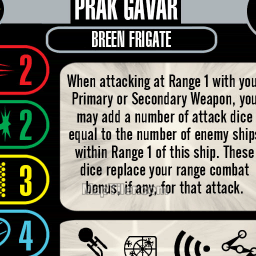 PRAK GAVAR
BREEN FRIGATE
2
2
3
4
When attacking at Range 1 with you
Primary or Secondary Weapon, you
may add a number of attack dice
equal to the number of enemy ships
within Range 1 of this ship. These
dice replace your range combat
bonus, if any, for that attack.